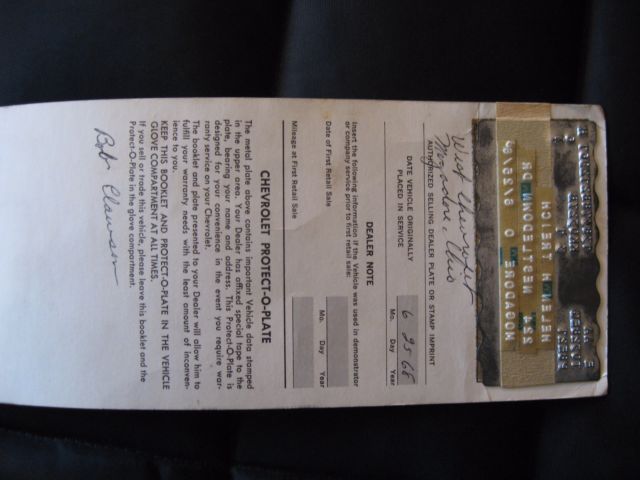 HELEN H
MOGADORE O
West Chevrolet
Mogadore, Ohio
AUTHORIZED SELLING DEALER PLATE OR STAMP IMPRINT
DATE VEHICLE ORIGINALLY
PLACED IN SERVICE
6 25 68
Mo. Day Year
DEALER NOTE
Insert the following information if the Vehicle was used in demonstrator
or company service prior to first retail sale:
Date of First Retail Sale
Mo. Day Year
Mileage at First Retail Sale
CHEVROLET PROTECT-O-PLATE
The metal plate above contains important vehicle data stamped
in the upper area. Your Dealer has affixed special tape to the
plate, bearing your name and address. This Protect-O-Plate is
designed for your convenience in the event you require war-
ranty service on your Chevrolet.
The booklet and plate presented to your Dealer will allow him to
fulfill your warranty needs with the least amount of inconven-
ience to you.
KEEP THIS BOOKLET AND PROTECT-O-PLATE IN THE VEHICLE
GLOVE COMPARTMENT AT ALL TIMES.
If you sell or trade this vehicle, please leave this booklet and the
Protect-O-Plate in the glove compartment.
Bob Clawson